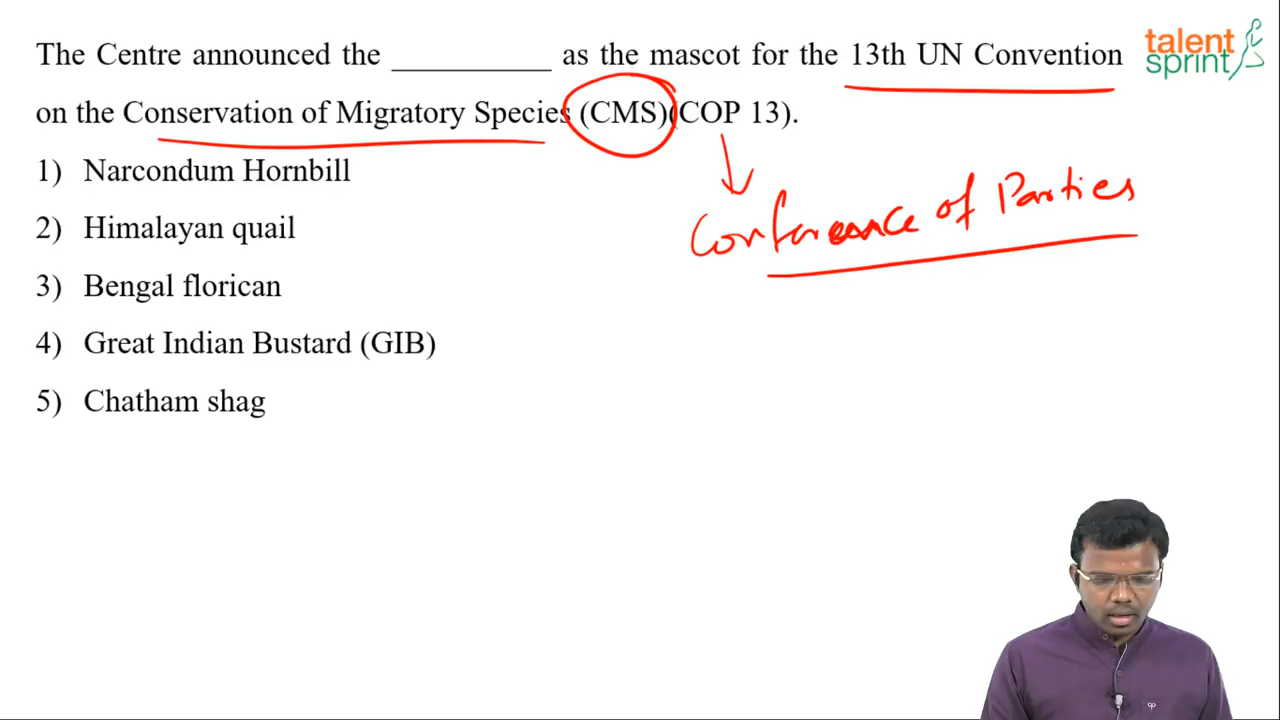 The Centre announced the __________ as the mascot for the 13th UN Convention
on the Conservation of Migratory Species (CMS)(COP 13).
talent
sprint
1) Narcondum Hornbill
Conference of Parties
2) Himalayan quail
3) Bengal florican
4) Great Indian Bustard (GIB)
5) Chatham shag